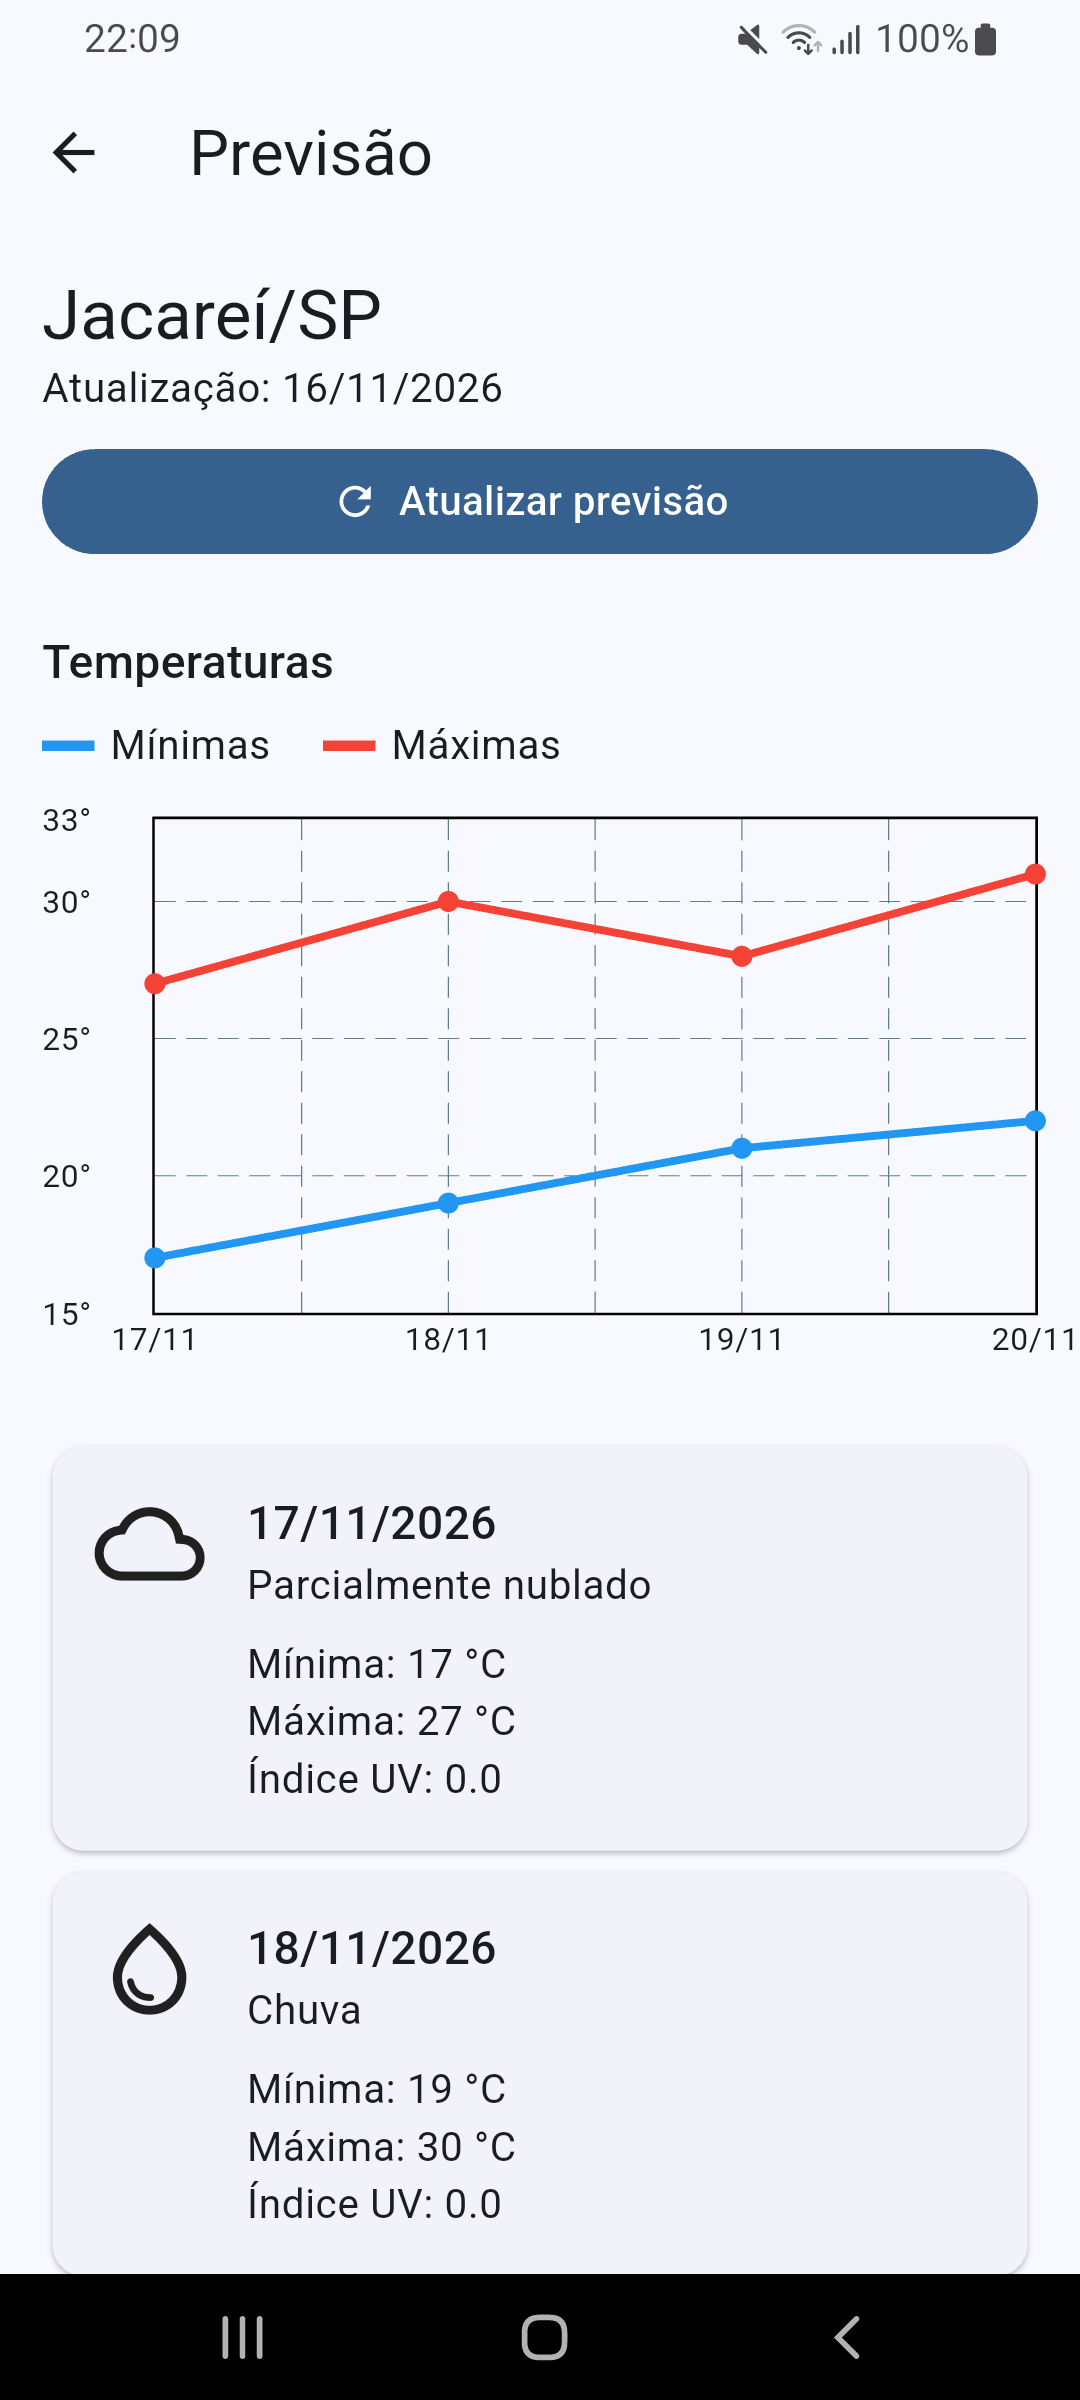 22:09 100%
Previsão
Jacareí/SP
Atualização: 16/11/2026
Atualizar previsão
Temperaturas
Mínimas Máximas
33°
30°
25°
20°
15°
17/11 18/11 19/11 20/11
17/11/2026
Parcialmente nublado
Mínima: 17 °C
Máxima: 27 °C
Índice UV: 0.0
18/11/2026
Chuva
Mínima: 19 °C
Máxima: 30 °C
Índice UV: 0.0